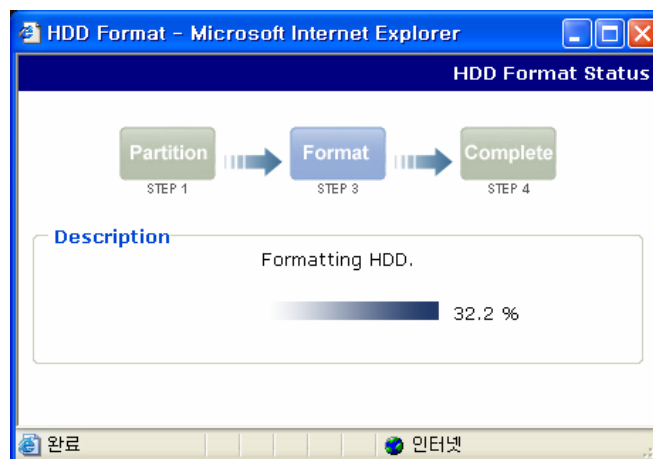 HDD Format - Microsoft Internet Explorer
HDD Format Status
Partition
Format
Complete
STEP 1
STEP 3
STEP 4
Description
Formatting HDD.
32.2 %
완료
인터넷